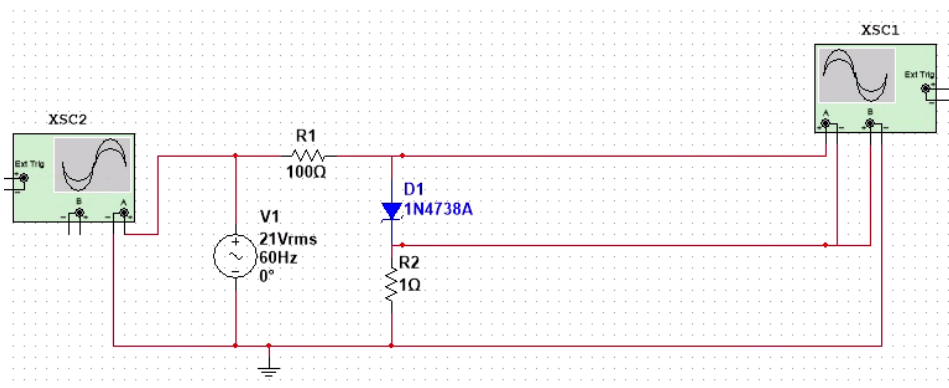 XSC1
Ext Trig
+
-
A
B
+ - + -
XSC2
Ext Trig
+
-
B
A
- + - +
R1
100Ω
D1
1N4738A
V1
21Vrms
60Hz
0°
+
-
R2
1Ω